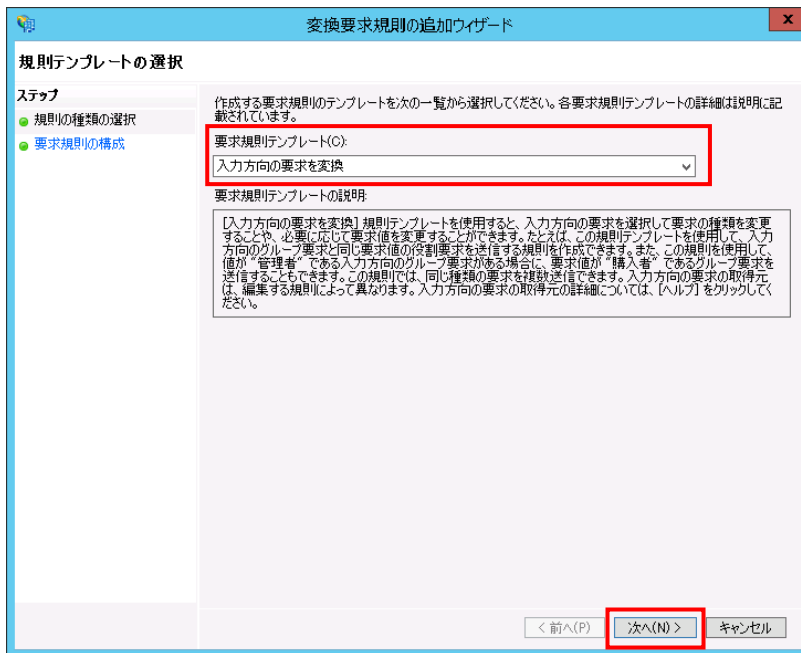 変換要求規則の追加ウィザード
x
規則テンプレートの選択
ステップ
規則の種類の選択
要求規則の構成
作成する要求規則のテンプレートを次の一覧から選択してください。各要求規則テンプレートの詳細は説明に記
載されています。
要求規則テンプレート(C):
入力方向の要求を変換
要求規則テンプレートの説明:
[入力方向の要求を変換] 規則テンプレートを使用すると、入力方向の要求を選択して要求の種類を変更
することや、必要に応じて要求値を変更することができます。たとえば、この規則テンプレートを使用して、入力
方向のグループ要求と同じ要求値の役割要求を送信する規則を作成できます。また、この規則を使用して、
値が "管理者" である入力方向のグループ要求がある場合に、要求値が "購入者" であるグループ要求を
送信することもできます。この規則では、同じ種類の要求を複数送信できます。入力方向の要求の取得元
は、編集する規則によって異なります。入力方向の要求の取得元の詳細については、[ヘルプ] をクリックしてく
ださい。
< 前へ(P)
次へ(N) >
キャンセル